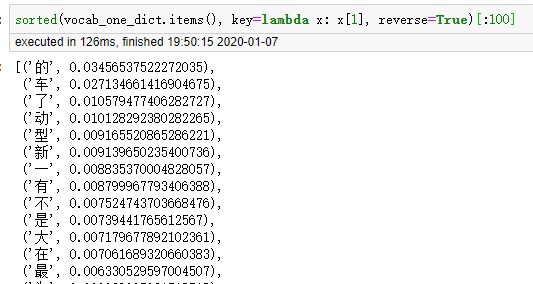 sorted(vocab_one_dict.items(), key=lambda x: x[1], reverse=True)[:100]
executed in 126ms, finished 19:50:15 2020-01-07
[('的', 0.03456537522272035),
('车', 0.027134661416904675),
('了', 0.010579477406282727),
('动', 0.010128292380282265),
('型', 0.009165520865286221),
('新', 0.009139650235400736),
('一', 0.008835370004828057),
('有', 0.008799967793406388),
('不', 0.007524743703668476),
('是', 0.00739441765612567),
('大', 0.007179677892102361),
('在', 0.007061689320660383),
('最', 0.006330529597004507),